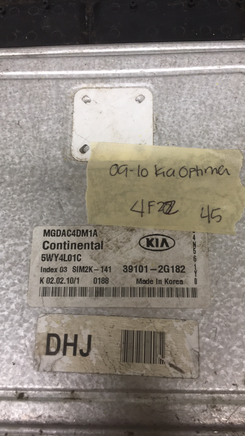 09-10 Kia Optima
4F22 45
MGDAC4DM1A
Continental
5WY4L01C
KIA
Index 03 SIM2K-141
39101-2G182
K 02.02.10/1 0188
Made in Korea
DHJ